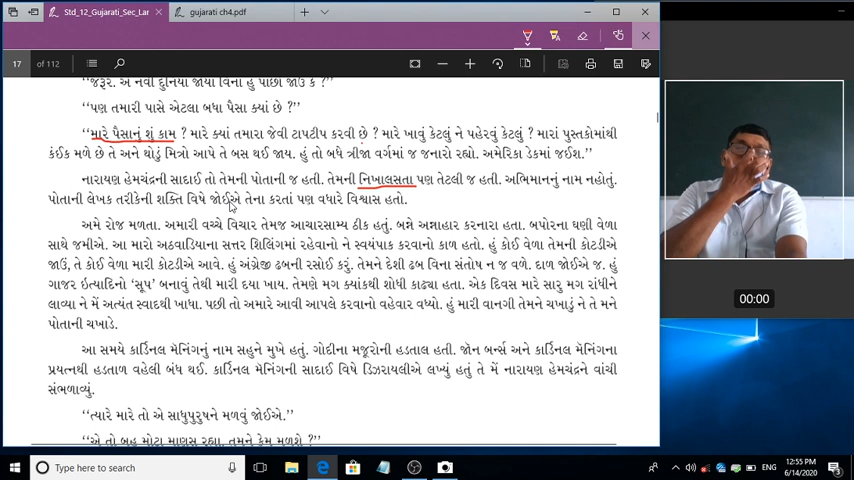 Std_12_Gujarati_Sec_Lar
gujarati ch4.pdf
17 of 112
''જરૂર. એ નવી દુનિયા જોયા વિના હું પાછો જાઉં કે ?''
''પણ તમારી પાસે એટલા બધા પૈસા ક્યાં છે ?''
''મારે પૈસાનું શું કામ ? મારે ક્યાં તમારા જેવી ટાપટીપ કરવી છે ? મારે ખાવું કેટલું ને પહેરવું કેટલું ? મારાં પુસ્તકોમાંથી
કંઈક મળે છે તે અને થોડું મિત્રો આપે તે બસ થઈ જાય. હું તો બધે ત્રીજા વર્ગમાં જ જનારો રહ્યો. અમેરિકા ડેકમાં જઈશ.''
નારાયણ હેમચંદ્રની સાદાઈ તો તેમની પોતાની જ હતી. તેમની નિખાલસતા પણ તેટલી જ હતી. અભિમાનનું નામ નહોતું.
પોતાની લેખક તરીકેની શક્તિ વિષે જોઈએ તેના કરતાં પણ વધારે વિશ્વાસ હતો.
અમે રોજ મળતા. અમારી વચ્ચે વિચાર તેમજ આચારસામ્ય ઠીક હતું. બન્ને અન્નાહાર કરનારા હતા. બપોરના ઘણી વેળા
સાથે જમીએ. આ મારો અઠવાડિયાના સત્તર શિલિંગમાં રહેવાનો ને સ્વયંપાક કરવાનો કાળ હતો. હું કોઈ વેળા તેમની કોટડીએ
જાઉં, તે કોઈ વેળા મારી કોટડીએ આવે. હું અંગ્રેજી ઢબની રસોઈ કરું. તેમને દેશી ઢબ વિના સંતોષ ન જ વળે. દાળ જોઈએ જ. હું
ગાજર ઇત્યાદિનો 'સૂપ' બનાવું તેથી મારી દયા ખાય. તેમણે મગ ક્યાંકથી શોધી કાઢ્યા હતા. એક દિવસ મારે સારુ મગ રાંધીને
લાવ્યા ને મેં અત્યંત સ્વાદથી ખાધા. પછી તો અમારે આવી આપલે કરવાનો વહેવાર વધ્યો. હું મારી વાનગી તેમને ચખાડું ને તે મને
પોતાની ચખાડે.
આ સમયે કાર્ડિનલ મૅનિંગનું નામ સહુને મુખે હતું. ગોદીના મજૂરોની હડતાલ હતી. જૉન બર્ન્સ અને કાર્ડિનલ મૅનિંગના
પ્રયત્નથી હડતાળ વહેલી બંધ થઈ. કાર્ડિનલ મૅનિંગની સાદાઈ વિષે ડિઝરાયલીએ લખ્યું હતું તે મેં નારાયણ હેમચંદ્રને વાંચી
સંભળાવ્યું.
''ત્યારે મારે તો એ સાધુપુરુષને મળવું જોઈએ.''
''એ તો બહુ મોટા માણસ રહ્યા. તમને કેમ મળશે ?''
00:00
Type here to search
ENG
12:55 PM
6/14/2020